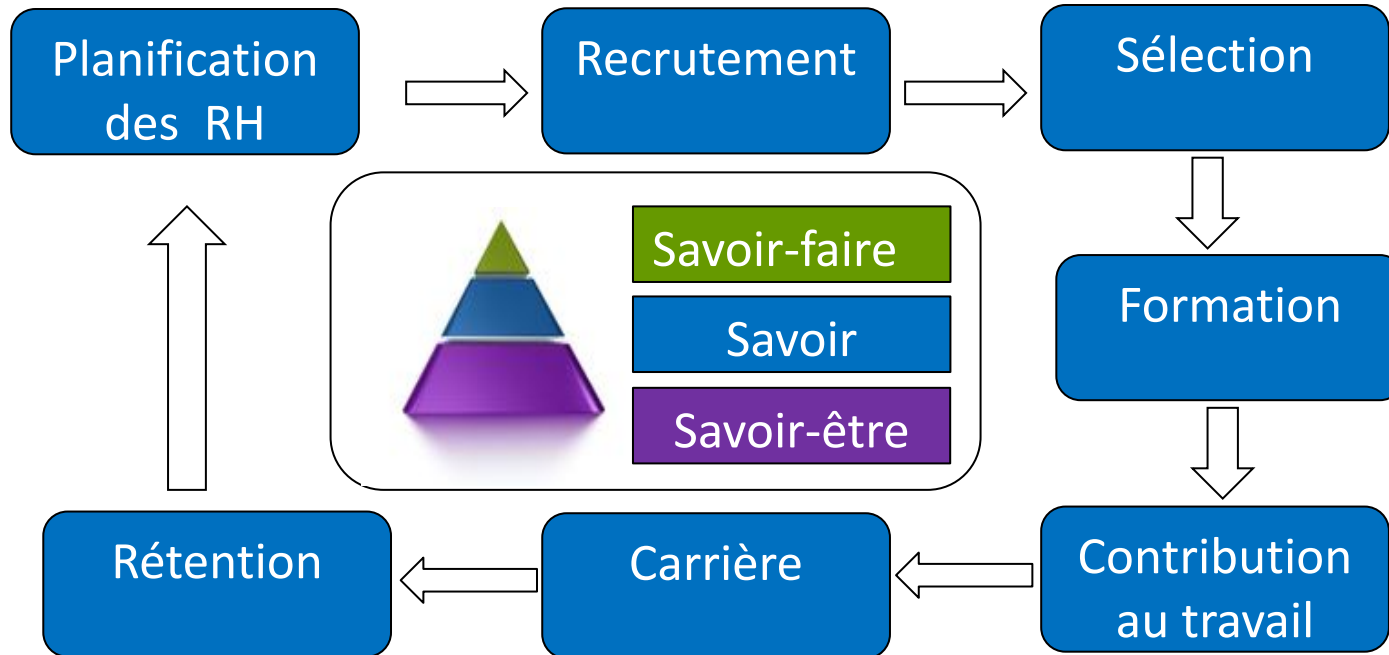 Planification
des RH
Recrutement
Sélection
Savoir-faire
Savoir
Savoir-être
Formation
Rétention
Carrière
Contribution
au travail